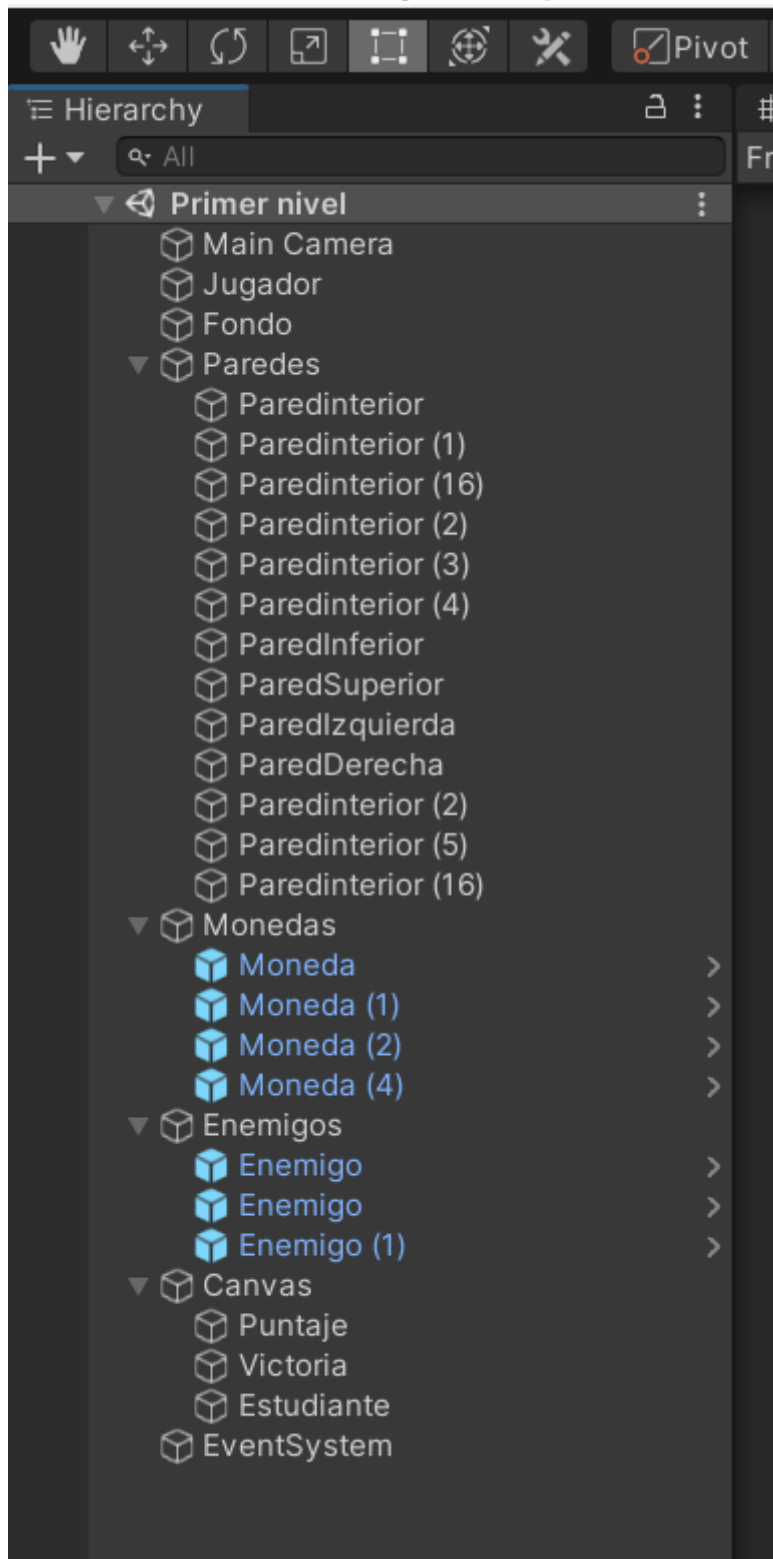 Pivot
Hierarchy
All
Fr
Primer nivel
Main Camera
Jugador
Fondo
Paredes
Paredinterior
Paredinterior (1)
Paredinterior (16)
Paredinterior (2)
Paredinterior (3)
Paredinterior (4)
ParedInferior
ParedSuperior
ParedIzquierda
ParedDerecha
Paredinterior (2)
Paredinterior (5)
Paredinterior (16)
Monedas
Moneda
Moneda (1)
Moneda (2)
Moneda (4)
Enemigos
Enemigo
Enemigo
Enemigo (1)
Canvas
Puntaje
Victoria
Estudiante
EventSystem